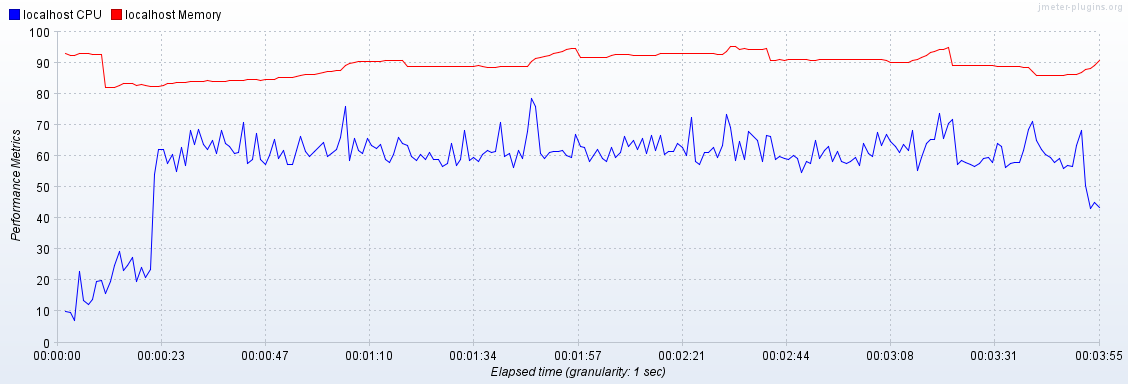 jmeter-plugins.org
localhost CPU localhost Memory
100
90
80
70
60
50
40
30
20
10
0
Performance Metrics
00:00:00 00:00:23 00:00:47 00:01:10 00:01:34 00:01:57 00:02:21 00:02:44 00:03:08 00:03:31 00:03:55
Elapsed time (granularity: 1 sec)